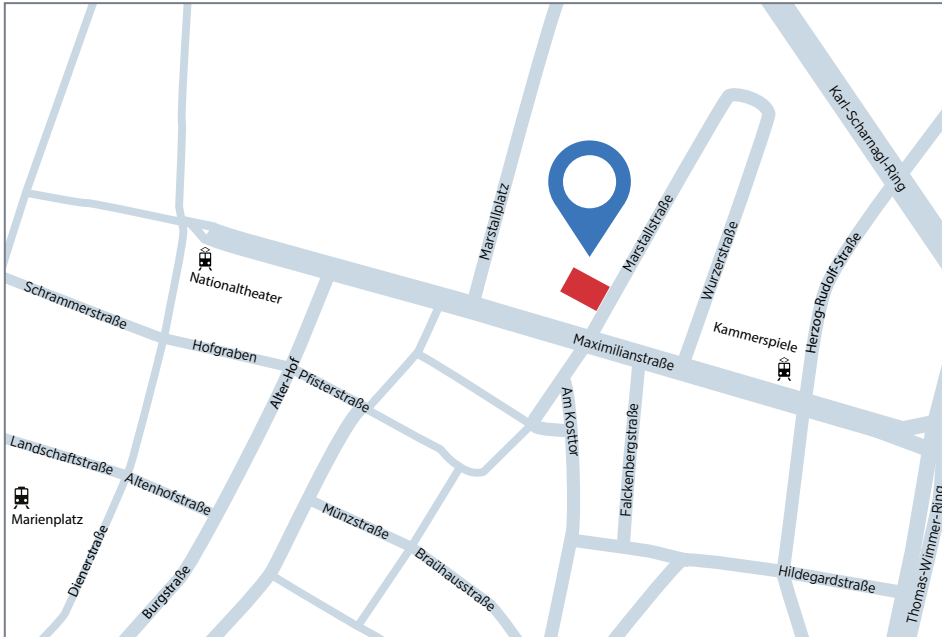 Karl-Scharnagl-Ring
Marstallplatz
Marstallstraße
Wurzerstraße
Herzog-Rudolf-Straße
Nationaltheater
Schrammerstraße
Hofgraben
Pfisterstraße
Alter-Hof
Maximilianstraße
Kammerspiele
Am Kosttor
Falckenbergstraße
Landschaftstraße
Altenhofstraße
Marienplatz
Münzstraße
Braühausstraße
Dienerstraße
Burgstraße
Hildegardstraße
Thomas-Wimmer-Ring